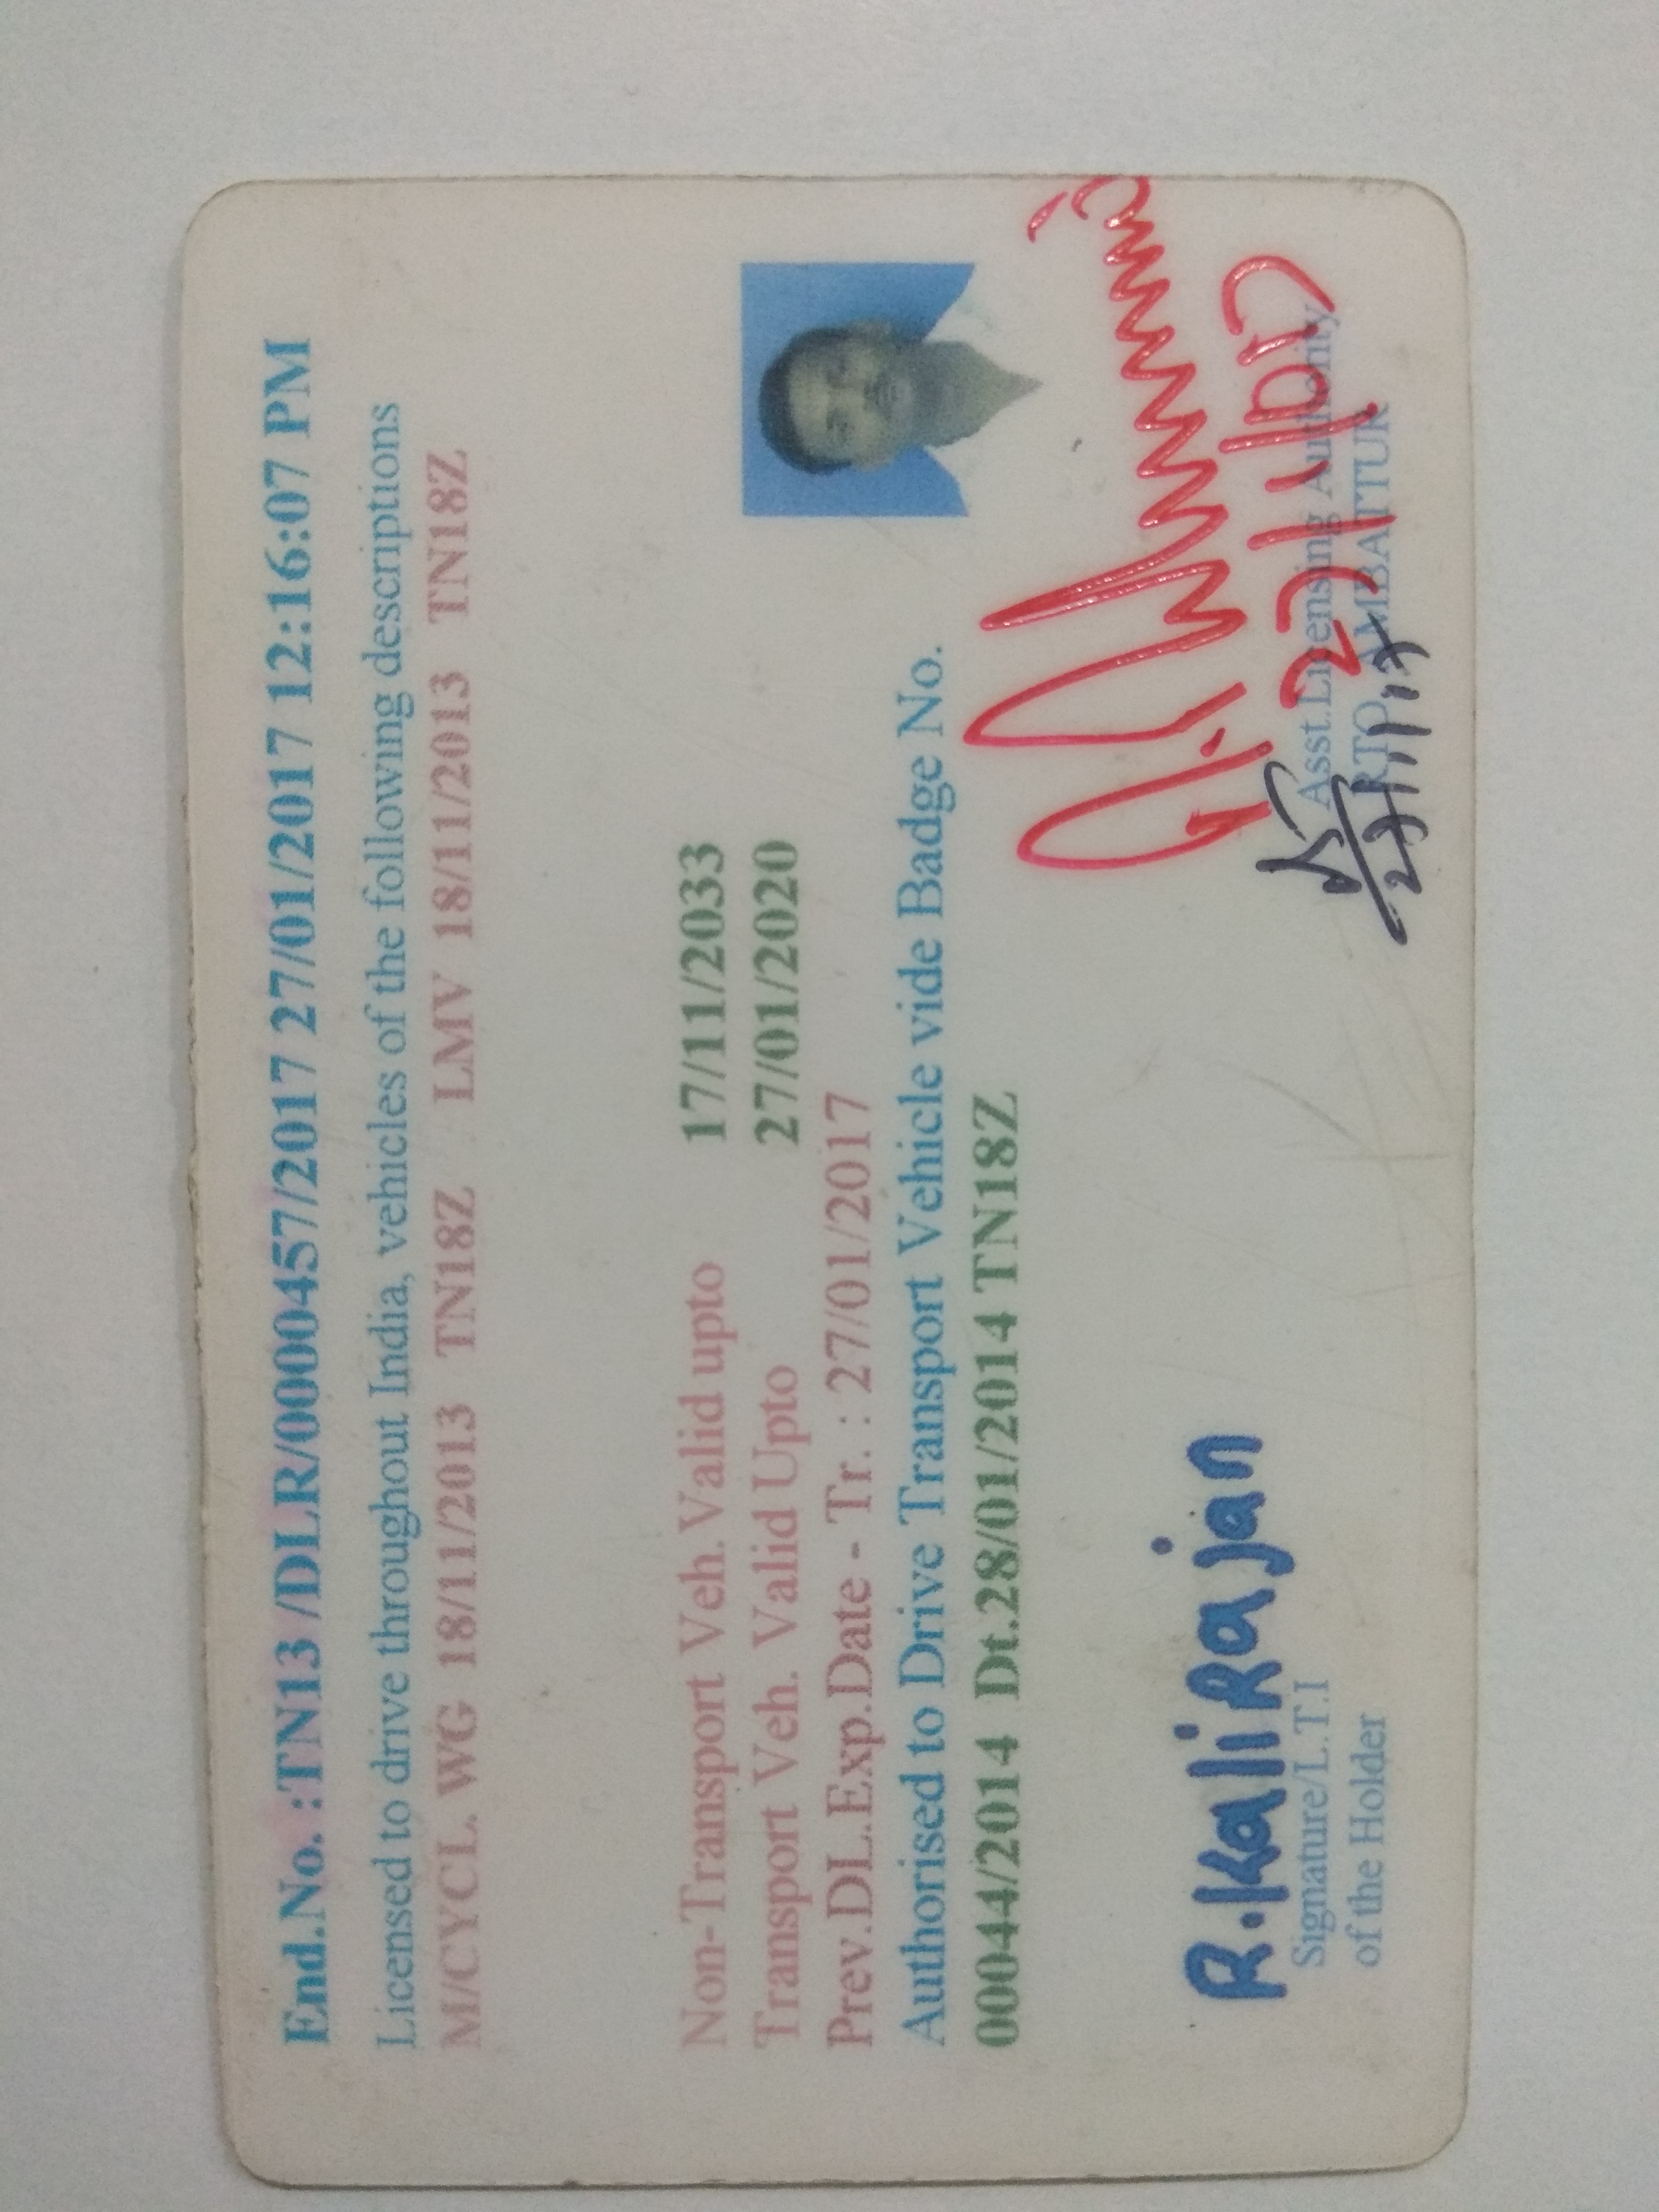 End.No. :TN13 /DLR/0000457/2017 27/01/2017 12:16:07 PM
Licensed to drive throughout India, vehicles of the following descriptions
M/CYCL. WG 18/11/2013 TN18Z LMV 18/11/2013 TN18Z
Non-Transport Veh.Valid upto 17/11/2033
Transport Veh. Valid Upto 27/01/2020
Prev.DL.Exp.Date - Tr. : 27/01/2017
Authorised to Drive Transport Vehicle vide Badge No.
00044/2014 Dt.28/01/2014 TN18Z
R.KaliRajan
Signature/L.T.I
of the Holder
Asst.Licensing Authority
RTO AMBATTUR
27/1/17